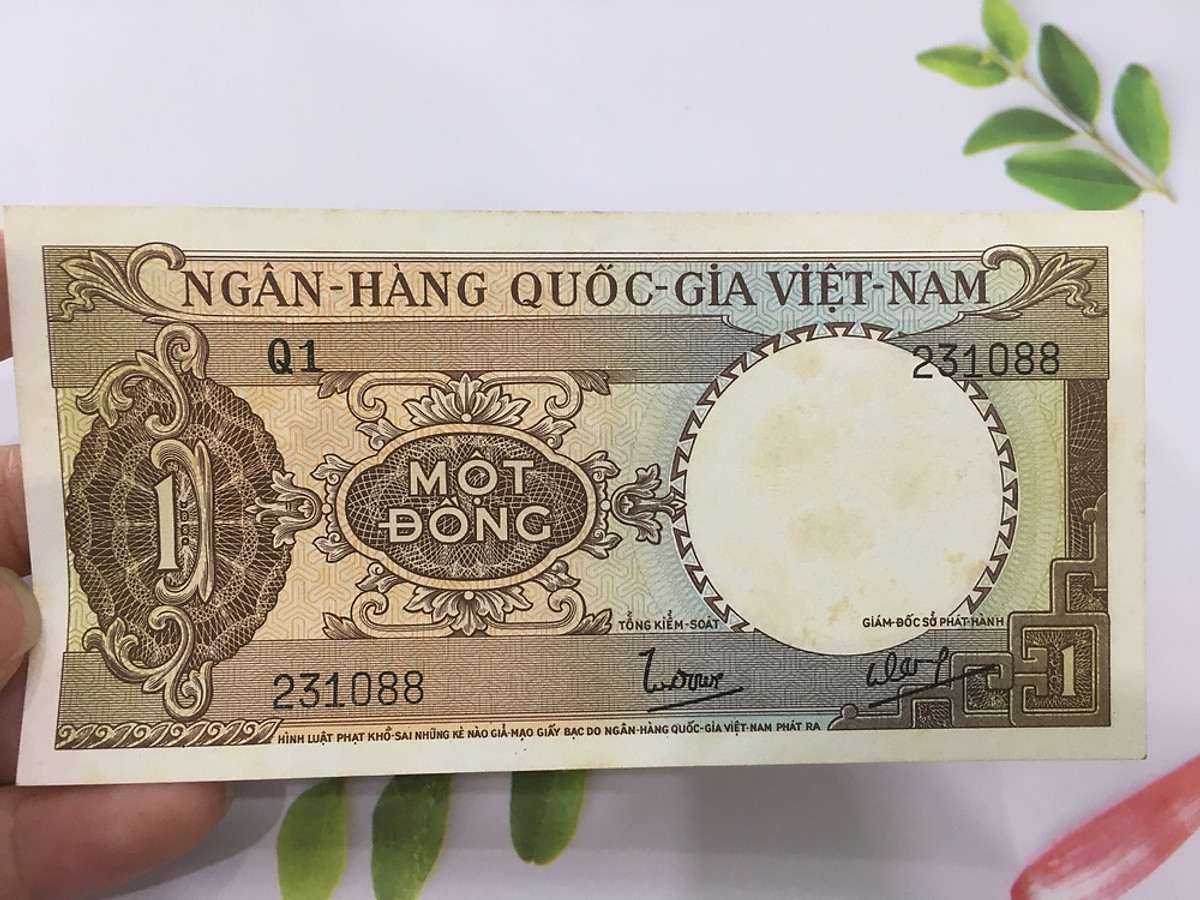 NGÂN-HÀNG QUỐC-GIA VIỆT-NAM
Q1
231088
1
MỘT
ĐỒNG
TỔNG KIỂM-SOÁT
GIÁM-ĐỐC SỞ PHÁT-HÀNH
231088
1
HÌNH LUẬT PHẠT KHỔ-SAI NHỮNG KẺ NÀO GIẢ-MẠO GIẤY BẠC DO NGÂN-HÀNG QUỐC-GIA VIỆT-NAM PHÁT RA